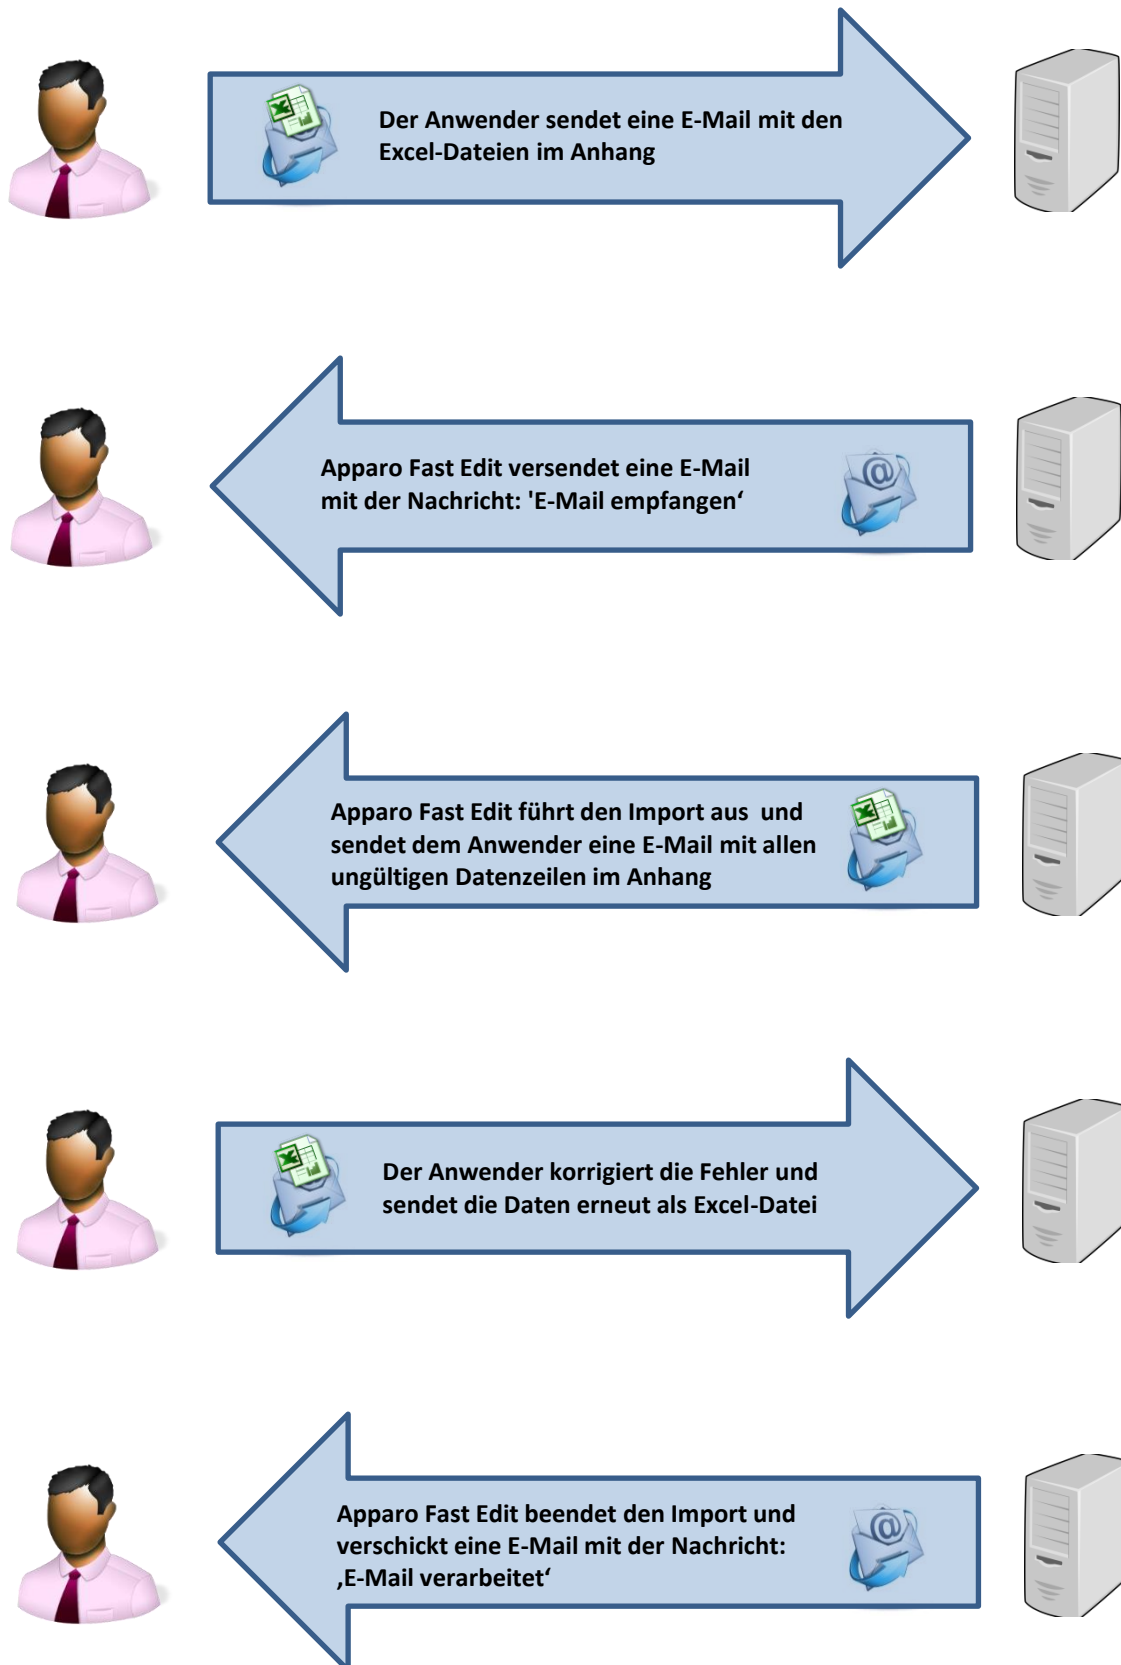 Der Anwender sendet eine E-Mail mit den
Excel-Dateien im Anhang
Apparo Fast Edit versendet eine E-Mail
mit der Nachricht: 'E-Mail empfangen‘
Apparo Fast Edit führt den Import aus  und
sendet dem Anwender eine E-Mail mit allen
ungültigen Datenzeilen im Anhang
Der Anwender korrigiert die Fehler und
sendet die Daten erneut als Excel-Datei
Apparo Fast Edit beendet den Import und
verschickt eine E-Mail mit der Nachricht:
‚E-Mail verarbeitet‘